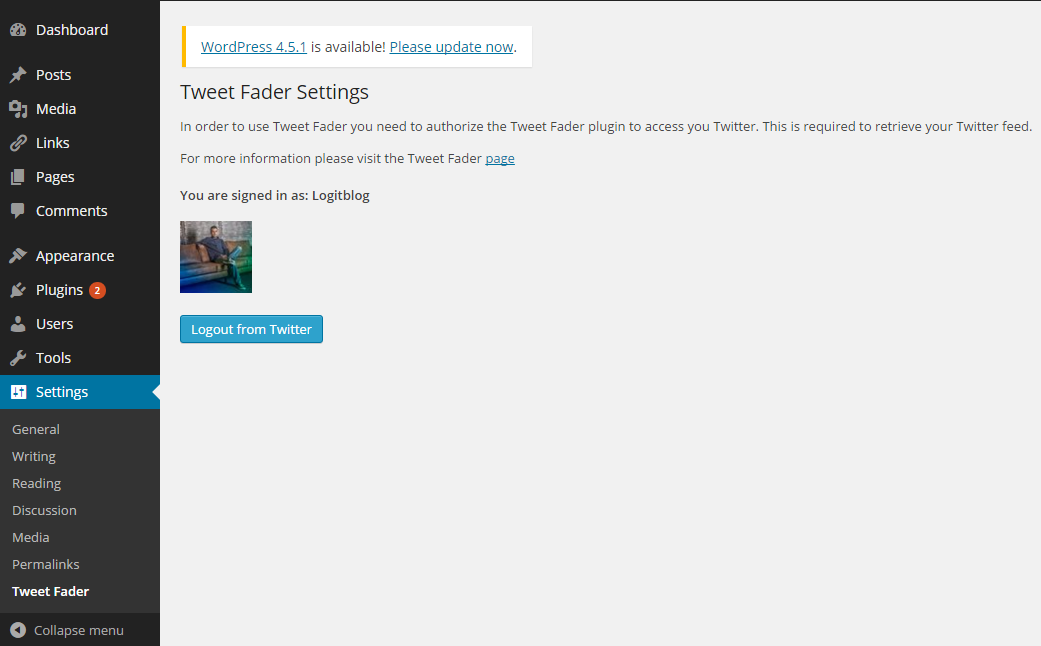 Dashboard
Posts
Media
Links
Pages
Comments
Appearance
Plugins 2
Users
Tools
Settings
General
Writing
Reading
Discussion
Media
Permalinks
Tweet Fader
Collapse menu
WordPress 4.5.1 is available! Please update now.
Tweet Fader Settings
In order to use Tweet Fader you need to authorize the Tweet Fader plugin to access you Twitter. This is required to retrieve your Twitter feed.
For more information please visit the Tweet Fader page
You are signed in as: Logitblog
Logout from Twitter